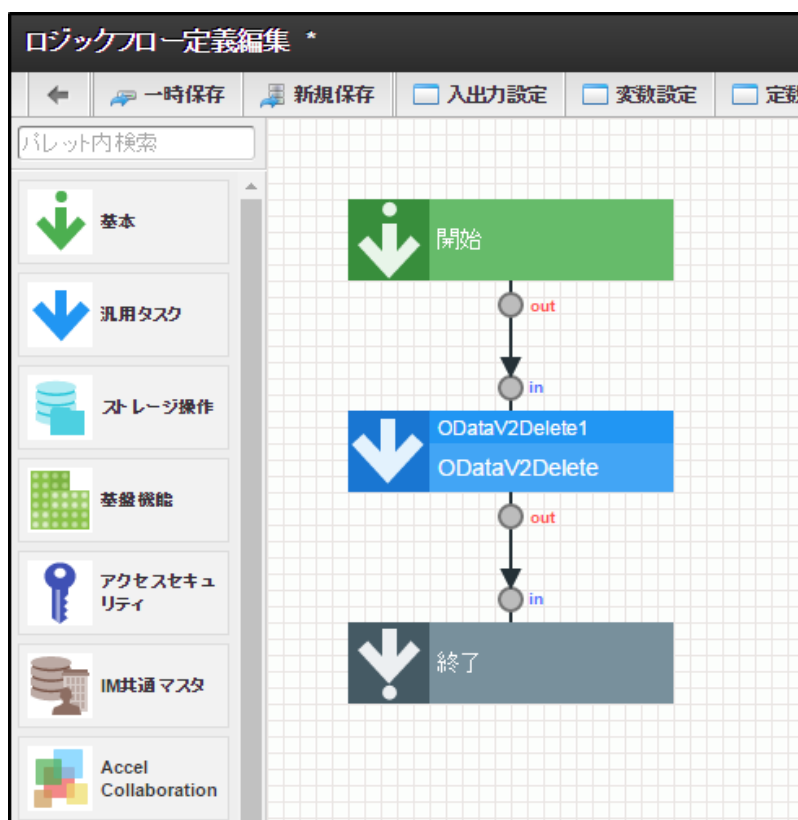 ロジックフロー定義編集 *
一時保存 新規保存 入出力設定 変数設定 定数
パレット内検索
基本
汎用タスク
ストレージ操作
基盤機能
アクセスセキュ
リティ
IM共通マスタ
Accel
Collaboration
開始
out
in
ODataV2Delete1
ODataV2Delete
out
in
終了